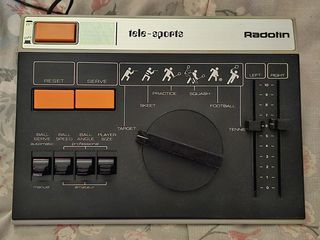 tele-sports Radofin
RESET SERVE LEFT RIGHT
PRACTICE SQUASH
SKEET FOOTBALL
TARGET TENNIS
BALL SERVE BALL SPEED BALL ANGLE PLAYER SIZE
automatic professional
manual amateur